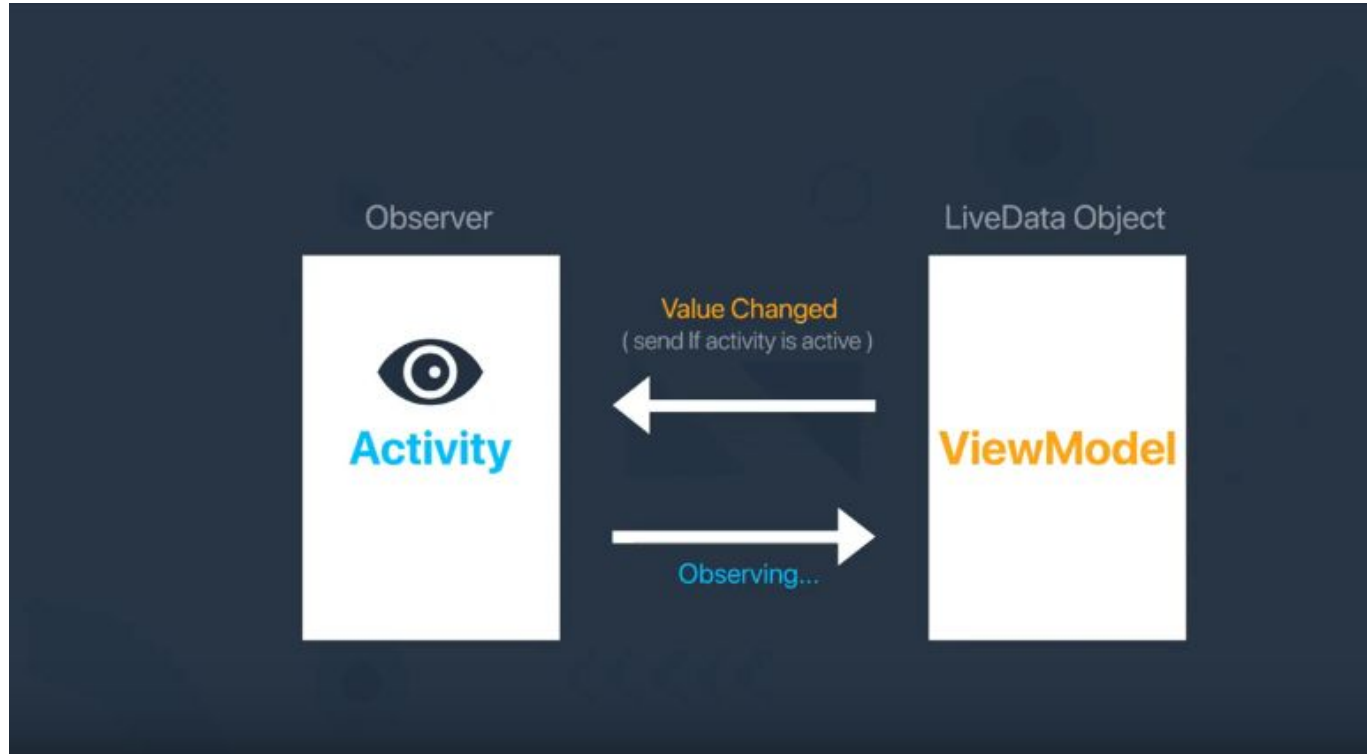 Observer
LiveData Object
Value Changed
( send If activity is active )
Activity
ViewModel
Observing...